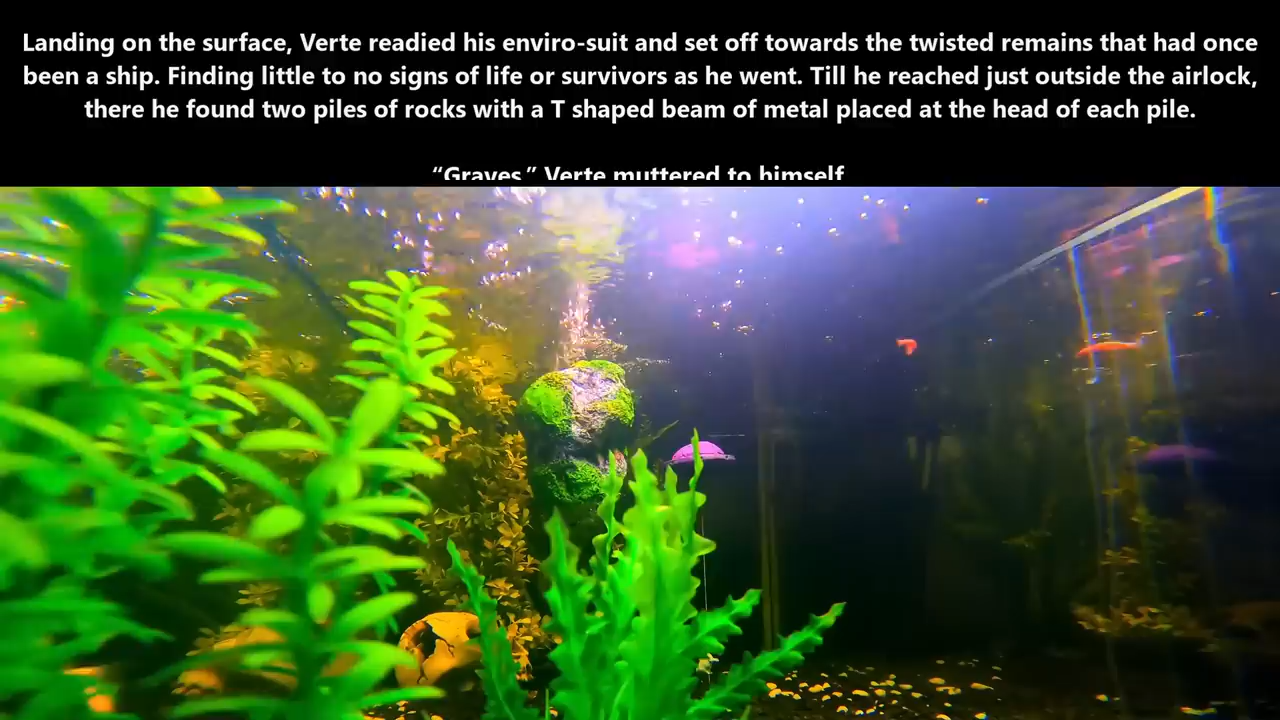 Landing on the surface, Verte readied his enviro-suit and set off towards the twisted remains that had once
been a ship. Finding little to no signs of life or survivors as he went. Till he reached just outside the airlock,
there he found two piles of rocks with a T shaped beam of metal placed at the head of each pile.
“Graves.” Verte muttered to himself